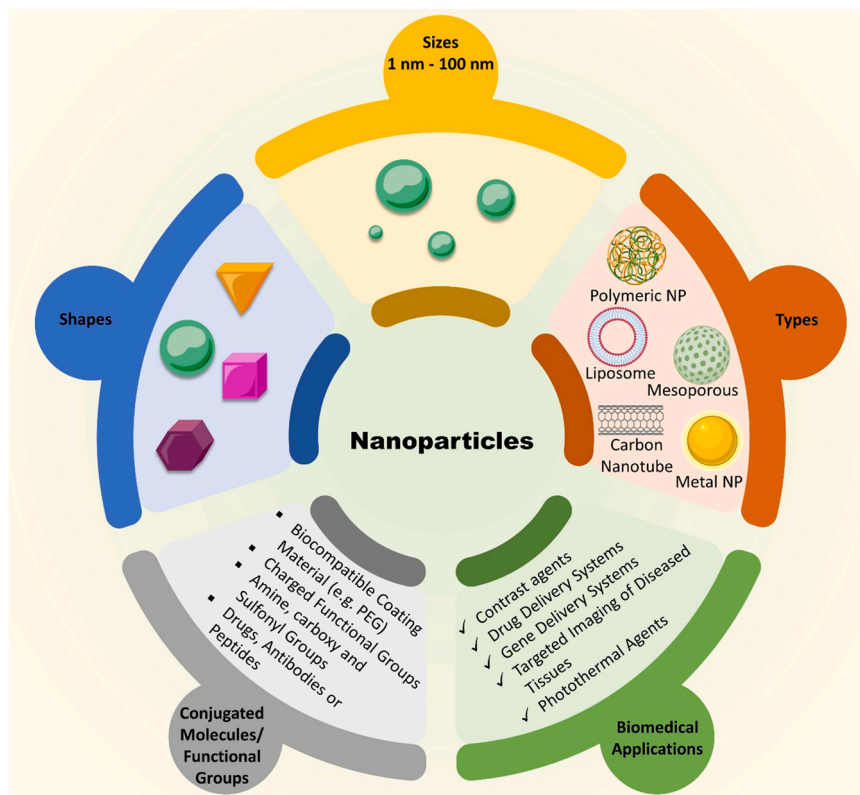 Sizes
1 nm - 100 nm
Shapes
Types
Polymeric NP
Liposome
Mesoporous
Carbon
Nanotube
Metal NP
Nanoparticles
▪ Biocompatible Coating
Material (e.g. PEG)
▪ Charged Functional Groups
▪ Amine, carboxy and
Sulfonyl Groups
▪ Drugs, Antibodies or
Peptides
Conjugated
Molecules/
Functional
Groups
✓ Contrast agents
✓ Drug Delivery Systems
✓ Gene Delivery Systems
✓ Targeted Imaging of Diseased
Tissues
✓ Photothermal Agents
Biomedical
Applications